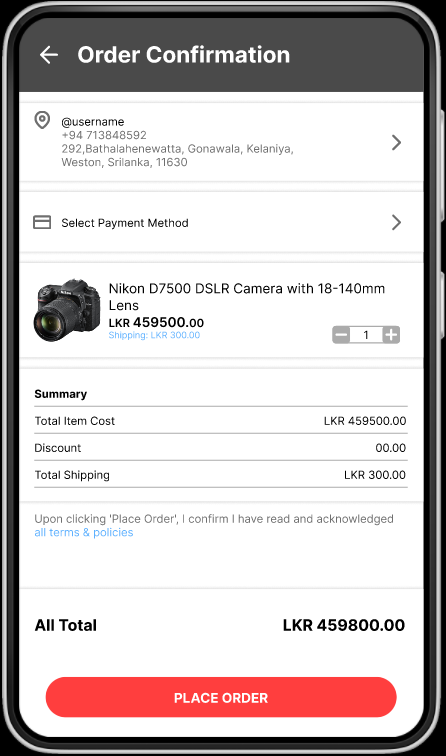 Order Confirmation
@username
+94 713848592
292,Bathalahenewatta, Gonawala, Kelaniya,
Weston, Srilanka, 11630
Select Payment Method
Nikon D7500 DSLR Camera with 18-140mm
Lens
LKR 459500.00
Shipping: LKR 300.00
1
Summary
Total Item Cost LKR 459500.00
Discount 00.00
Total Shipping LKR 300.00
Upon clicking 'Place Order', I confirm I have read and acknowledged
all terms & policies
All Total LKR 459800.00
PLACE ORDER